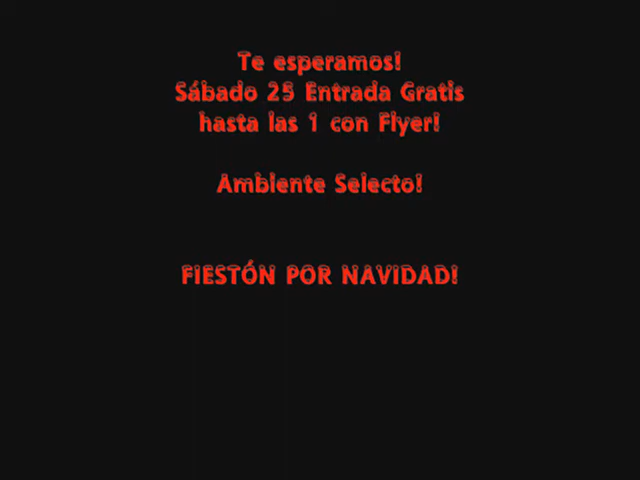 Te esperamos!
Sábado 25 Entrada Gratis
hasta las 1 con Flyer!
Ambiente Selecto!
FIESTÓN POR NAVIDAD!